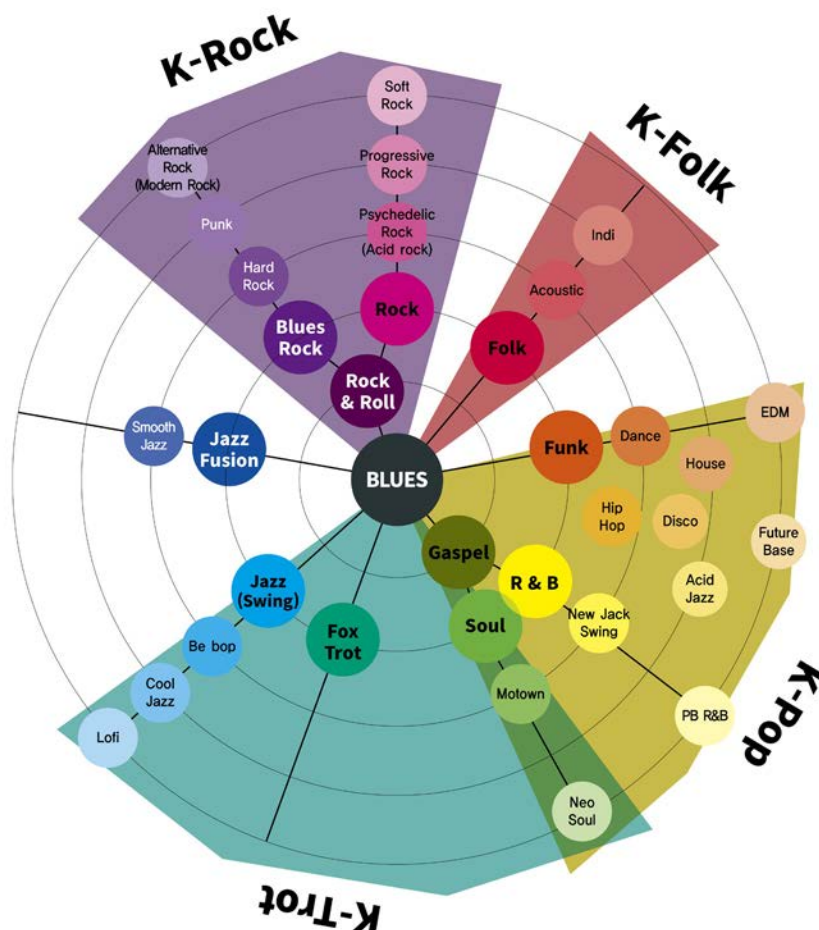 K-Rock
K-Folk
Soft
Rock
Alternative
Rock
(Modern Rock)
Progressive
Rock
Punk
Psychedelic
Rock
(Acid rock)
Indi
Hard
Rock
Acoustic
Rock
Blues
Rock
Folk
Rock
& Roll
EDM
Smooth
Jazz
Jazz
Fusion
Funk
Dance
House
BLUES
Hip
Hop
Disco
Future
Base
Gaspel
Jazz
(Swing)
R & B
Acid
Jazz
Fox
Trot
Soul
New Jack
Swing
Be bop
Cool
Jazz
Motown
PB R&B
K-Pop
Lofi
Neo
Soul
K-Trot